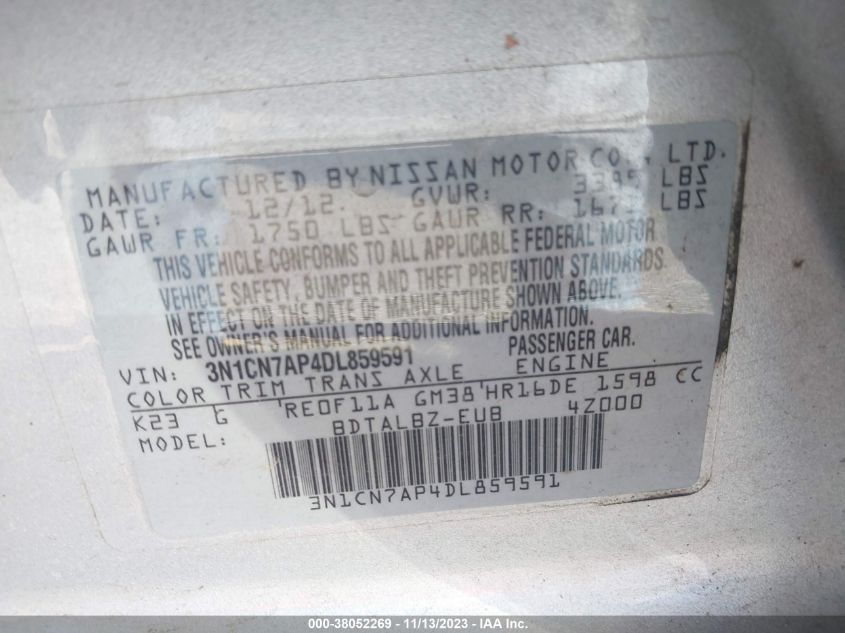 MANUFACTURED BY NISSAN MOTOR CO., LTD.
DATE: 12/12. GVWR: 3395 LBS
GAWR FR: 1750 LBS GAWR RR: LBS
THIS VEHICLE CONFORMS TO ALL APPLICABLE FEDERAL MOTOR
VEHICLE SAFETY, BUMPER AND THEFT PREVENTION STANDARDS
IN EFFECT ON THE DATE OF MANUFACTURE SHOWN ABOVE.
SEE OWNER'S MANUAL FOR ADDITIONAL INFORMATION.
VIN: 3N1CN7AP4DL859591 PASSENGER CAR.
COLOR TRIM TRANS AXLE ENGINE
K23 G 'RE0F11A GM38'HR16DE 1598 CC
MODEL: BDTALBZ-EUB 4Z000
3N1CN7AP4DL859591
000-38052269 - 11/13/2023 - IAA Inc.